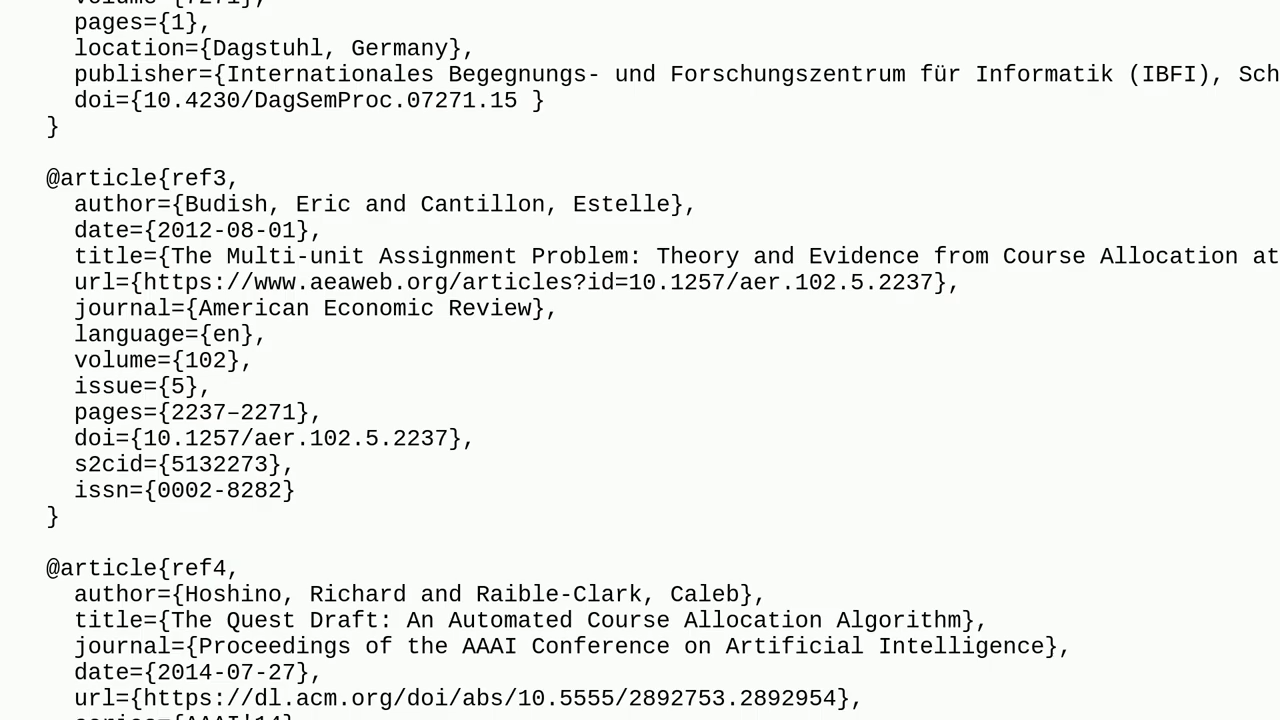 pages={1},
location={Dagstuhl, Germany},
publisher={Internationales Begegnungs- und Forschungszentrum für Informatik (IBFI), Sch
doi={10.4230/DagSemProc.07271.15 }
}
@article{ref3,
author={Budish, Eric and Cantillon, Estelle},
date={2012-08-01},
title={The Multi-unit Assignment Problem: Theory and Evidence from Course Allocation at
url={https://www.aeaweb.org/articles?id=10.1257/aer.102.5.2237},
journal={American Economic Review},
language={en},
volume={102},
issue={5},
pages={2237–2271},
doi={10.1257/aer.102.5.2237},
s2cid={5132273},
issn={0002-8282}
}
@article{ref4,
author={Hoshino, Richard and Raible-Clark, Caleb},
title={The Quest Draft: An Automated Course Allocation Algorithm},
journal={Proceedings of the AAAI Conference on Artificial Intelligence},
date={2014-07-27},
url={https://dl.acm.org/doi/abs/10.5555/2892753.2892954},